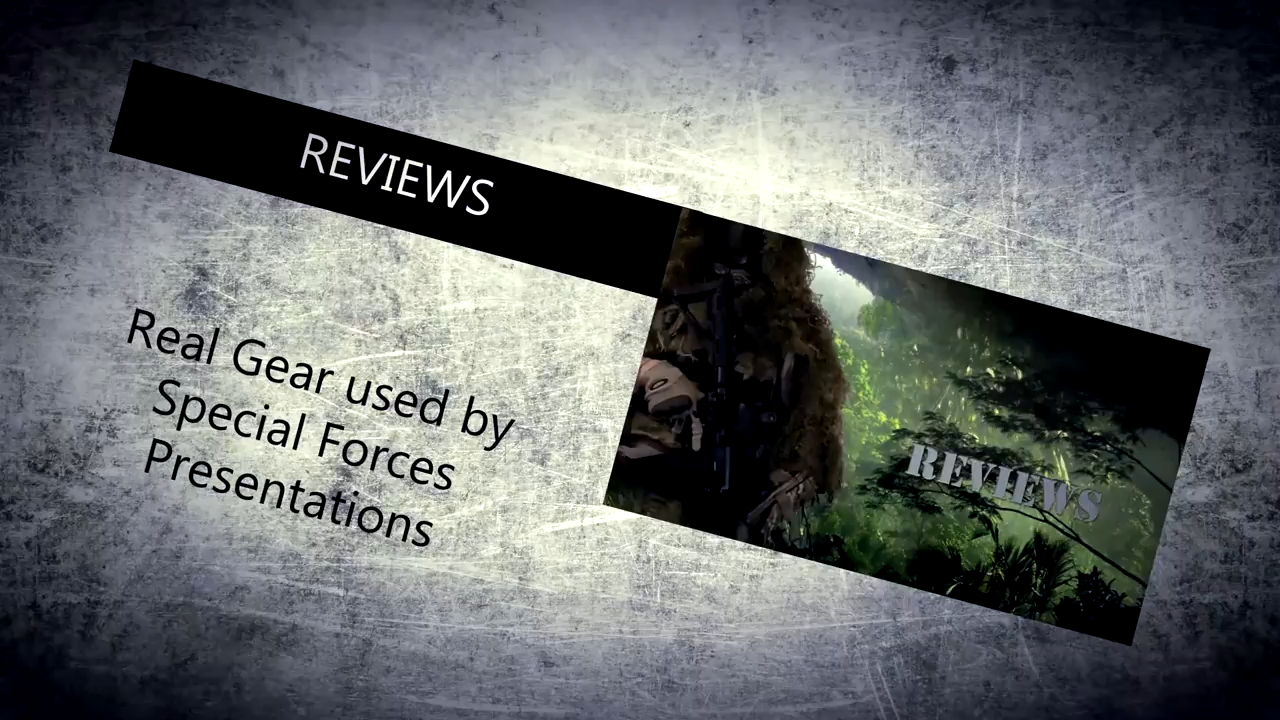 REVIEWS
Real Gear used by
Special Forces
Presentations
REVIEWS